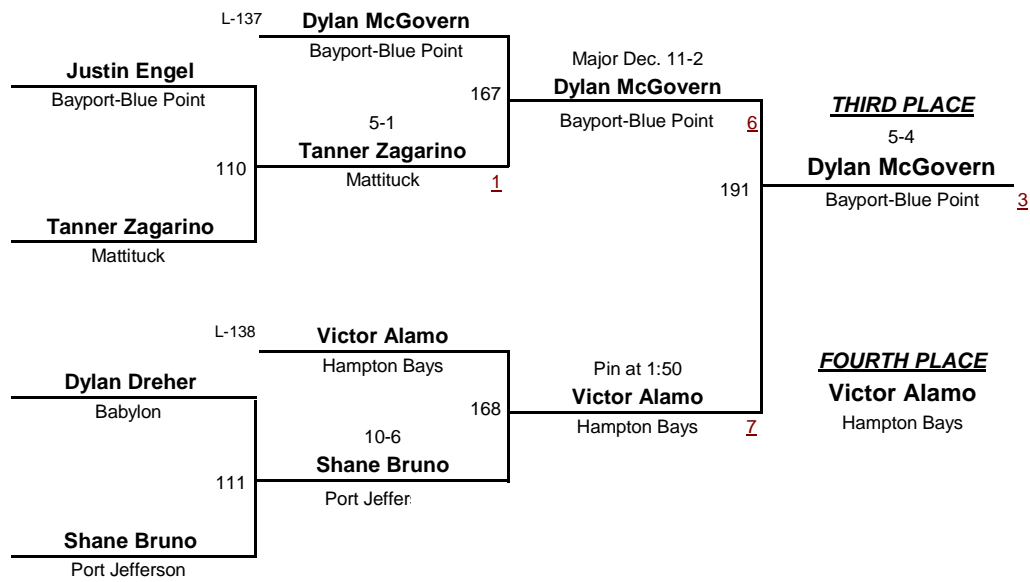 L-137
Dylan McGovern
Bayport-Blue Point
Justin Engel
Bayport-Blue Point
167
Major Dec. 11-2
Dylan McGovern
Bayport-Blue Point 6
THIRD PLACE
5-4
Dylan McGovern
Bayport-Blue Point 3
5-1
Tanner Zagarino
Mattituck 1
110
191
Tanner Zagarino
Mattituck
L-138
Victor Alamo
Hampton Bays
Dylan Dreher
Babylon
168
Pin at 1:50
Victor Alamo
Hampton Bays 7
FOURTH PLACE
Victor Alamo
Hampton Bays
10-6
Shane Bruno
Port Jeffer
111
Shane Bruno
Port Jefferson